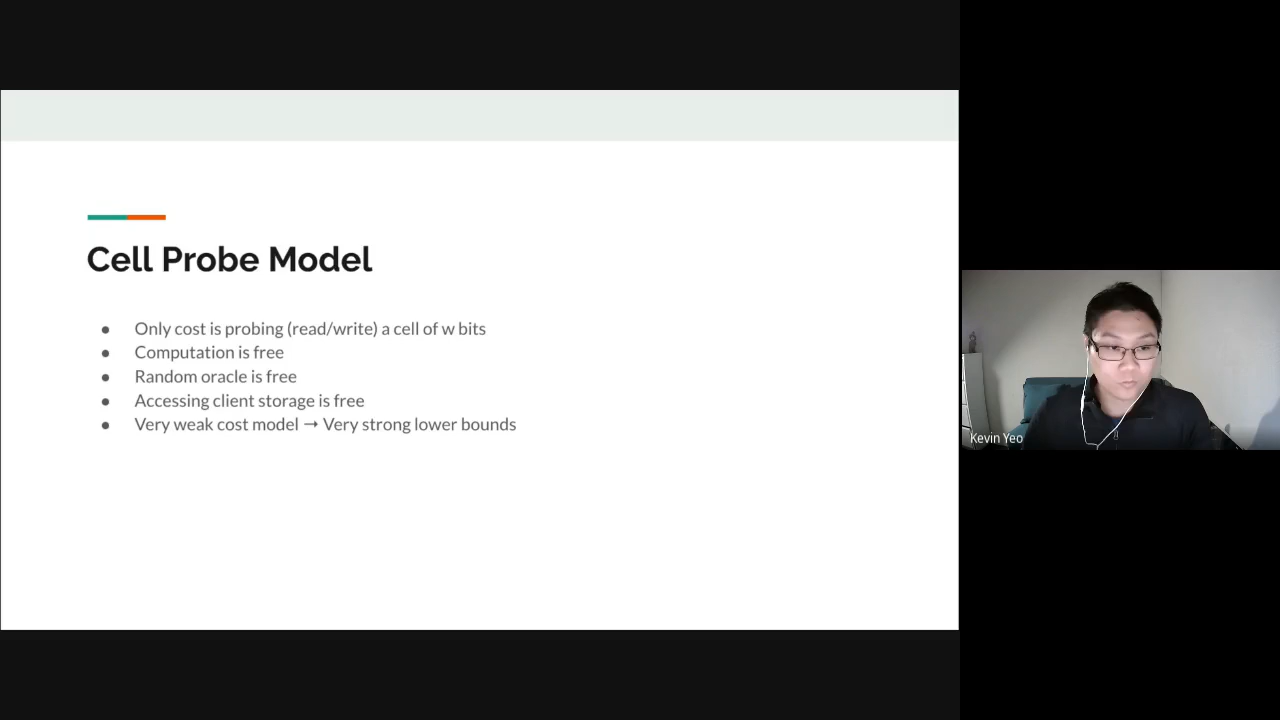 Cell Probe Model
● Only cost is probing (read/write) a cell of w bits
● Computation is free
● Random oracle is free
● Accessing client storage is free
● Very weak cost model → Very strong lower bounds
Kevin Yeo